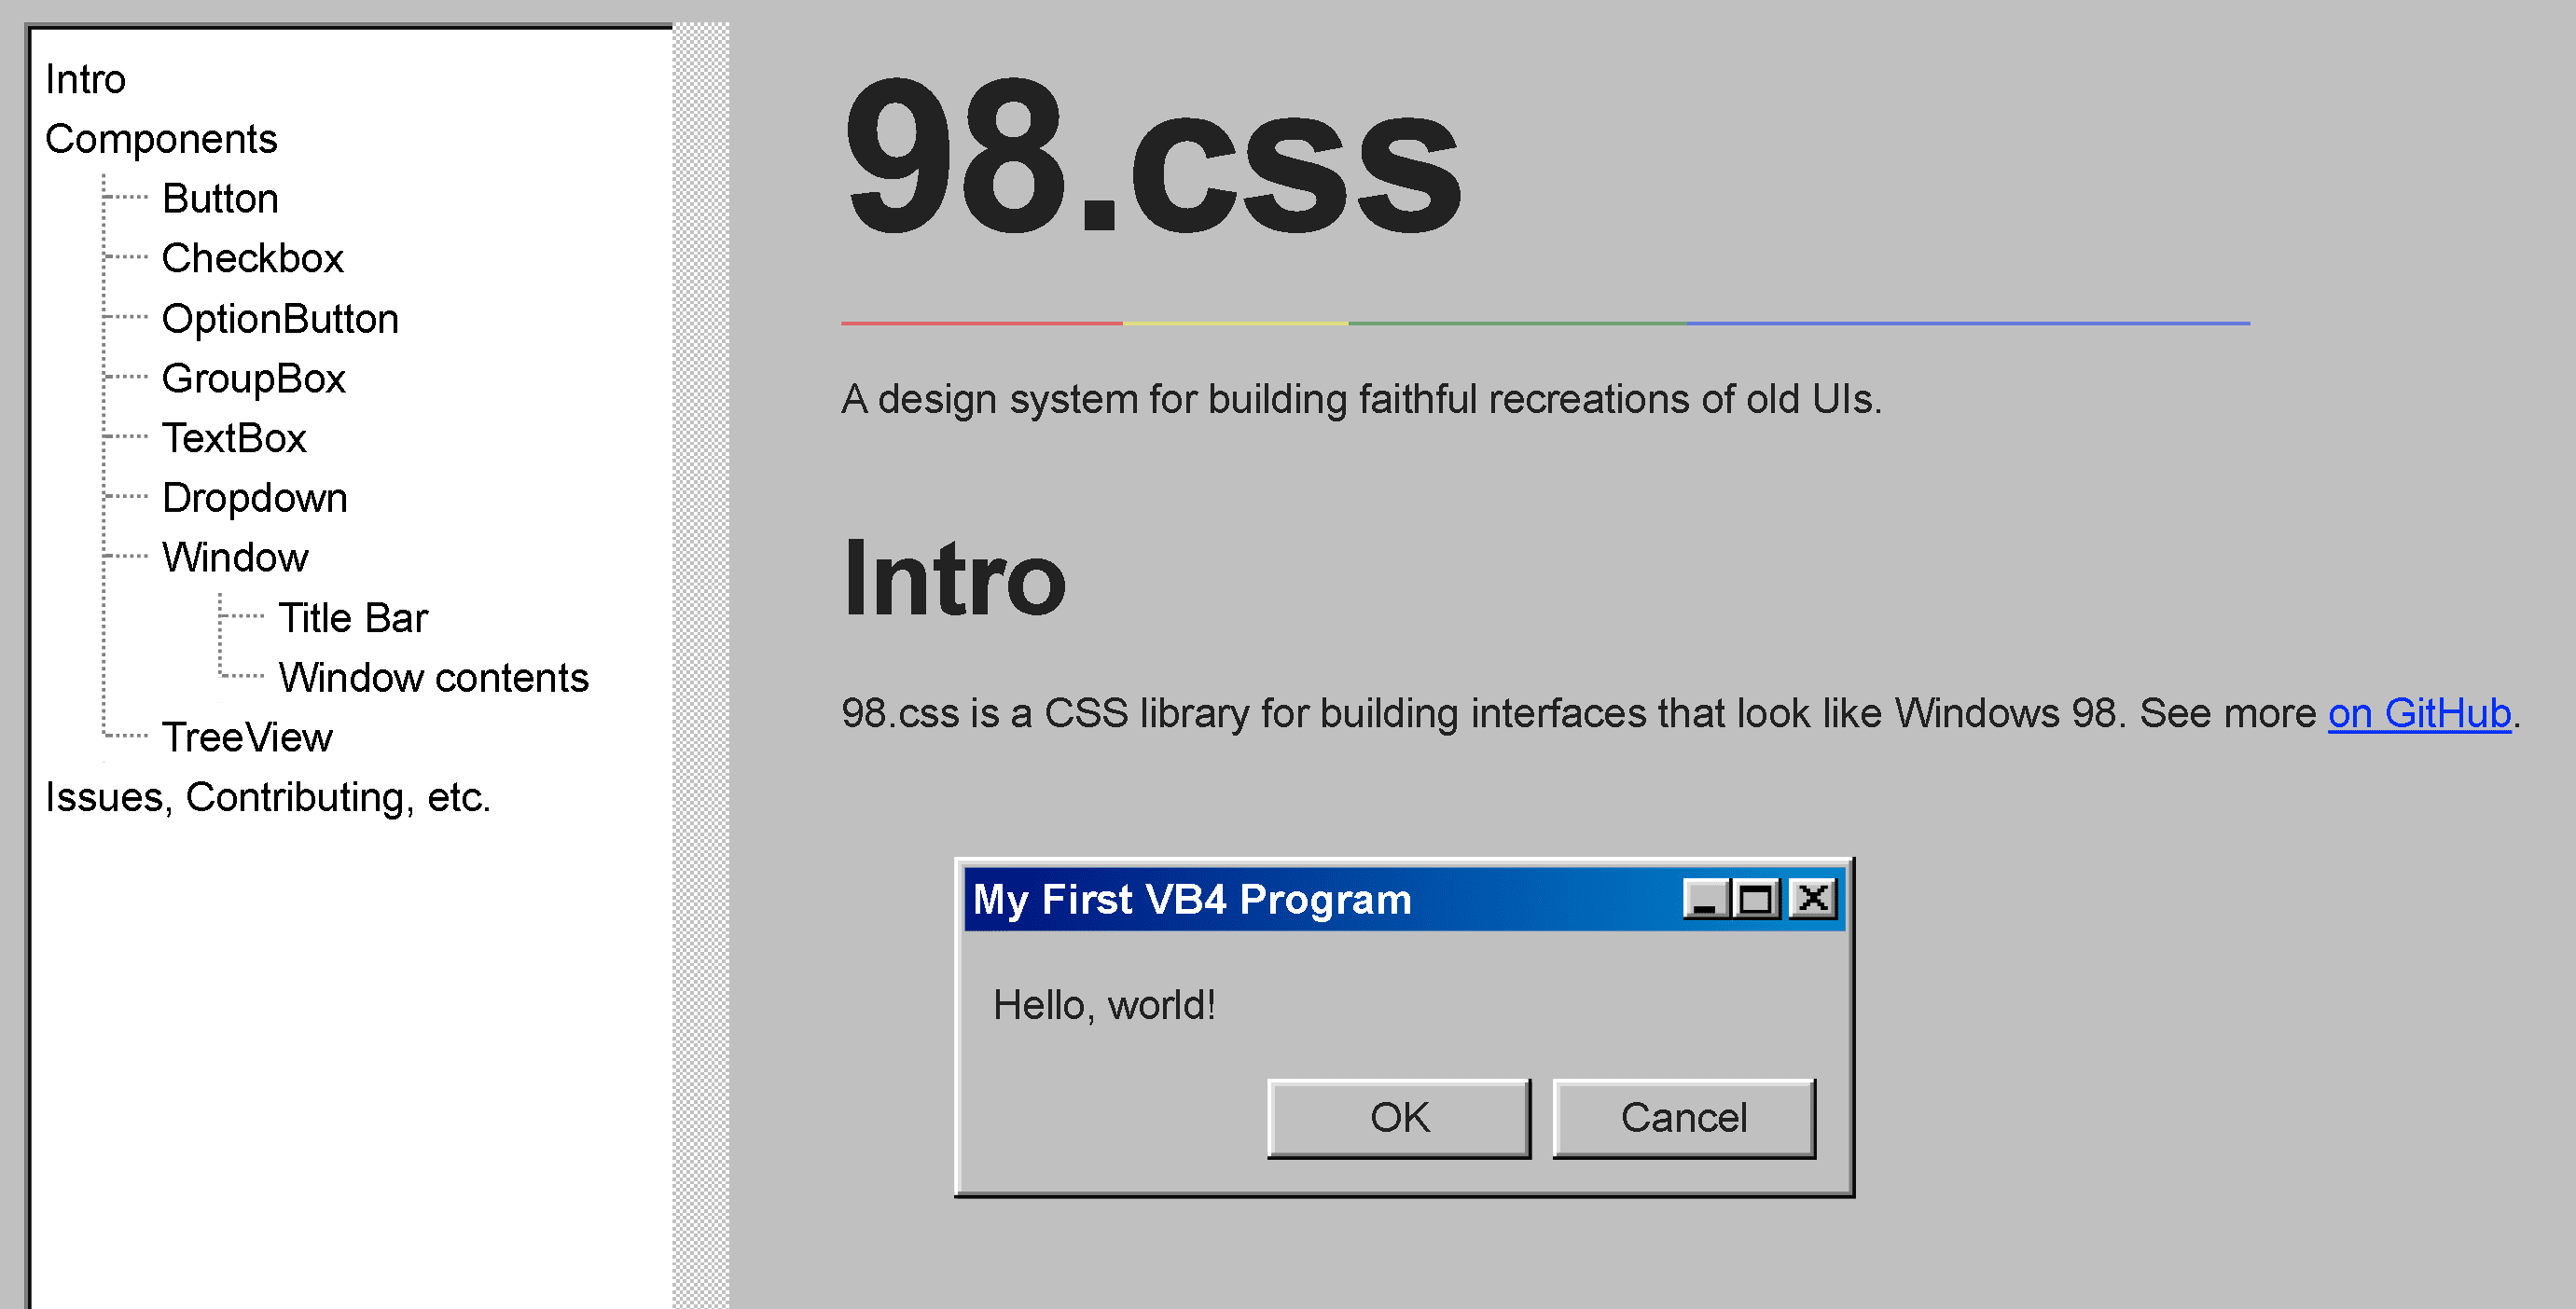 Intro
Components
Button
Checkbox
OptionButton
GroupBox
TextBox
Dropdown
Window
Title Bar
Window contents
TreeView
Issues, Contributing, etc.
98.css
A design system for building faithful recreations of old UIs.
Intro
98.css is a CSS library for building interfaces that look like Windows 98. See more on GitHub.
My First VB4 Program
Hello, world!
OK Cancel